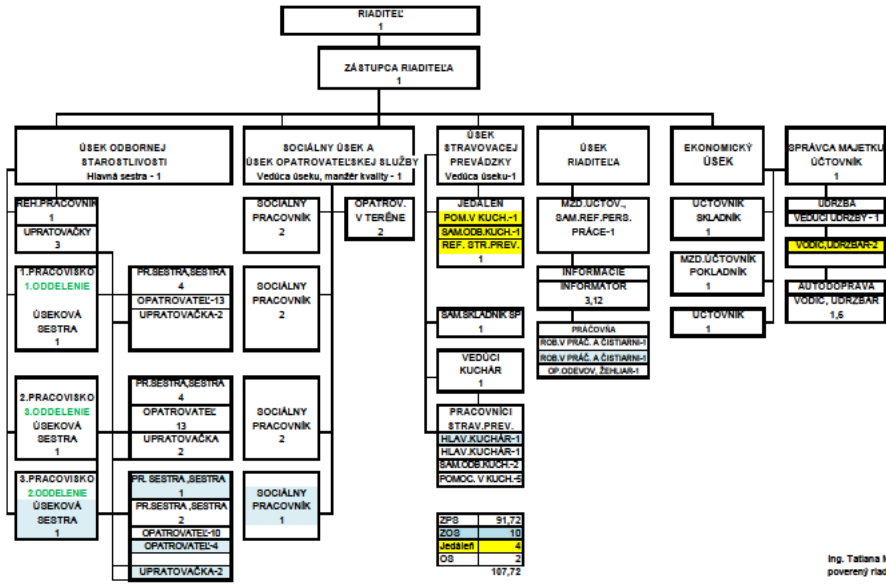 RIADITEĽ
1
ZÁSTUPCA RIADITEĽA
1
ÚSEK ODBORNEJ
STAROSTLIVOSTI
Hlavná sestra - 1
SOCIÁLNY ÚSEK A
ÚSEK OPATROVATEĽSKEJ SLUŽBY
Vedúca úseku, manžér kvality - 1
ÚSEK
STRAVOVACEJ
PREVÁDZKY
Vedúca úseku-1
ÚSEK
RIADITEĽA
EKONOMICKÝ
ÚSEK
SPRÁVCA MAJETKU
ÚČTOVNÍK
1
REH.PRACOVNÍK
1
UPRATOVAČKY
3
1.PRACOVISKO
1.ODDELENIE
ÚSEKOVÁ
SESTRA
1
PR.SESTRA,SESTRA
4
OPATROVATEĽ-13
UPRATOVAČKA-2
2.PRACOVISKO
3.ODDELENIE
ÚSEKOVÁ
SESTRA
1
PR.SESTRA,SESTRA
4
OPATROVATEĽ
13
UPRATOVAČKA
2
3.PRACOVISKO
2.ODDELENIE
ÚSEKOVÁ
SESTRA
1
PR. SESTRA ,SESTRA
1
PR.SESTRA ,SESTRA
2
OPATROVATEĽ-10
OPATROVATEĽ-4
UPRATOVAČKA-2
SOCIÁLNY
PRACOVNÍK
2
OPATROV.
V TERÉNE
2
SOCIÁLNY
PRACOVNÍK
2
SOCIÁLNY
PRACOVNÍK
2
SOCIÁLNY
PRACOVNÍK
1
JEDÁLEŇ
POM.V KUCH.-1
SAM.ODB.KUCH.-1
REF. STR.PREV.
1
SAM.SKLADNÍK SP
1
VEDÚCI
KUCHÁR
1
PRACOVNÍCI
STRAV.PREV.
HLAV.KUCHÁR-1
HLAV.KUCHÁR-1
SAM.ODB.KUCH.-2
POMOC. V KUCH.-5
MZD.ÚČTOV.,
SAM.REF.PERS.
PRÁCE-1
INFORMÁCIE
INFORMÁTOR
3,12
PRÁČOVŇA
ROB.V PRÁČ. A ČISTIARNI-1
ROB.V PRÁČ. A ČISTIARNI-1
OP.ODEVOV, ŽEHLIAR-1
ÚČTOVNÍK
SKLADNÍK
1
MZD.ÚČTOVNÍK
POKLADNÍK
1
ÚČTOVNÍK
1
ÚDRŽBA
VEDÚCI ÚDRŽBY - 1
VODIČ,ÚDRŽBÁR-2
AUTODOPRAVA
VODIČ, ÚDRŽBÁR
1,5
ZPS 91,72
ZOS 10
Jedáleň 4
OS 2
107,72
Ing. Tatiana
poverený riad